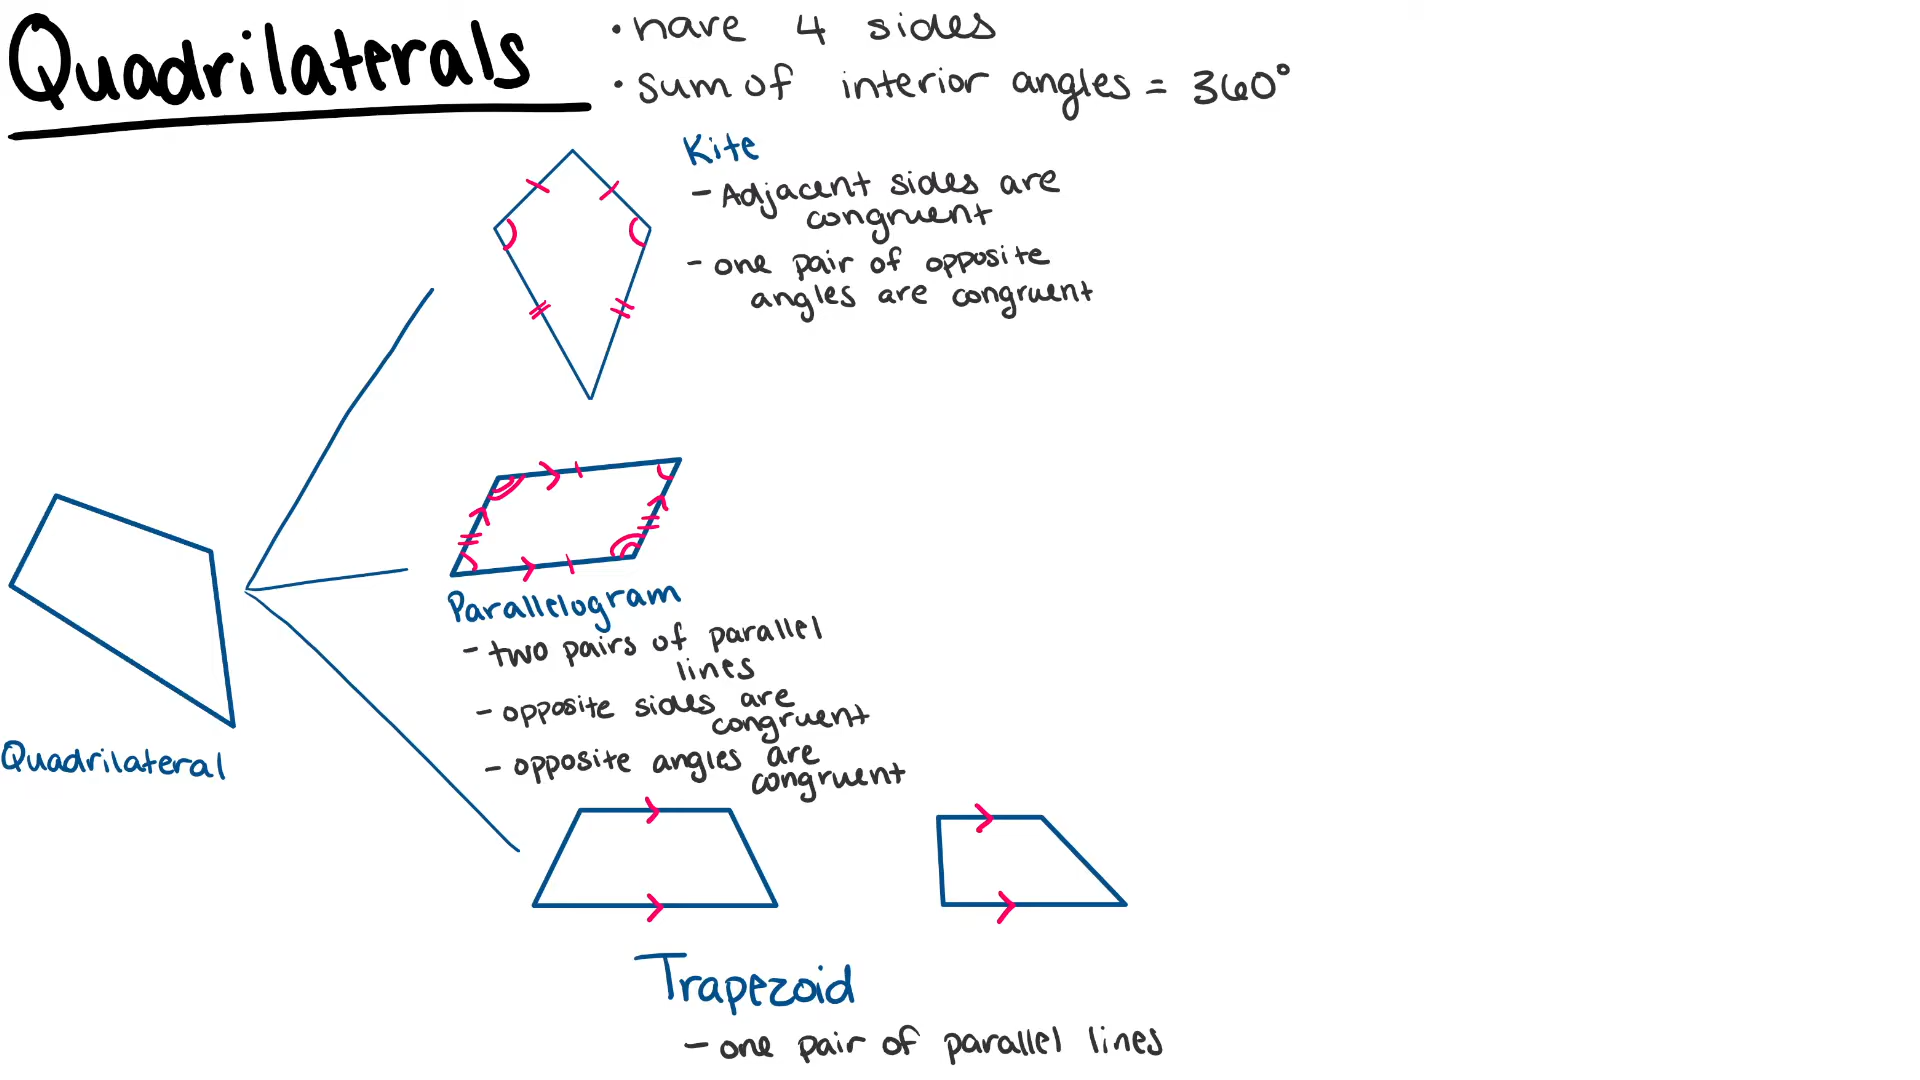 Quadrilaterals
• have 4 sides
• sum of interior angles = 360°
Kite
- Adjacent sides are
congruent
- one pair of opposite
angles are congruent
Quadrilateral
Parallelogram
- two pairs of parallel
lines
- opposite sides are
congruent
- opposite angles are
congruent
Trapezoid
- one pair of parallel lines